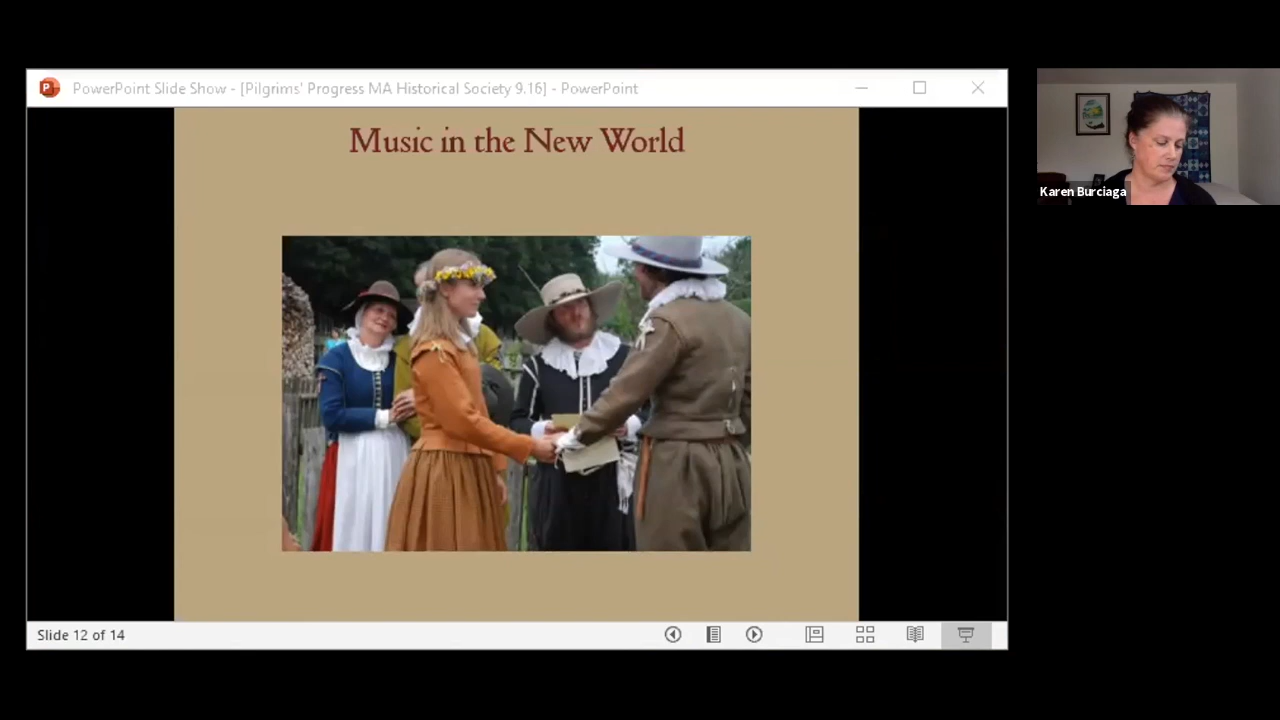 PowerPoint Slide Show - [Pilgrims' Progress MA Historical Society 9.16] - PowerPoint
Music in the New World
Karen Burciaga
Slide 12 of 14